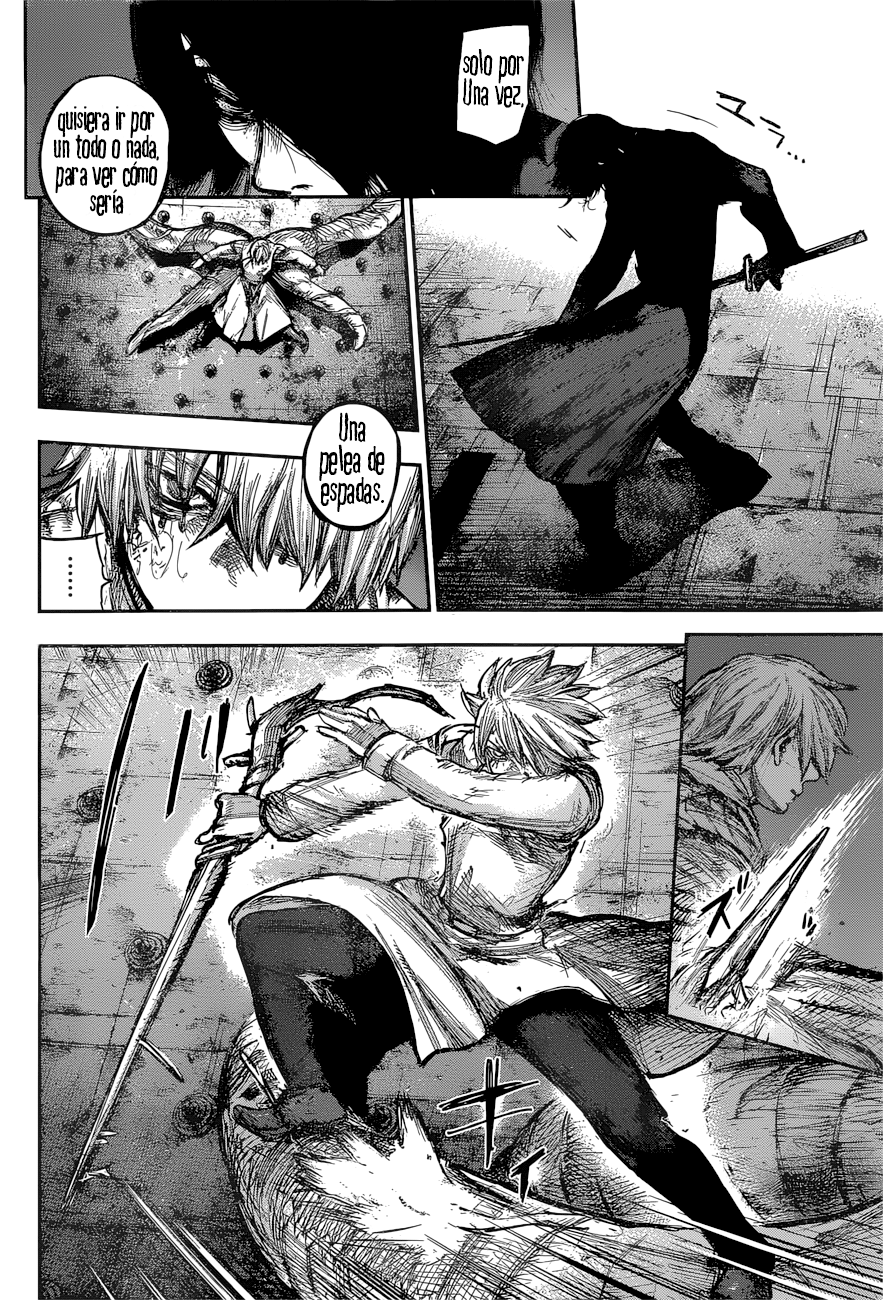 solo por
Una vez,
ユ
ラ...
quisiera ir por
un todo o nada,
para ver cómo
sería
Una
pelea de
espadas.
........
ズ